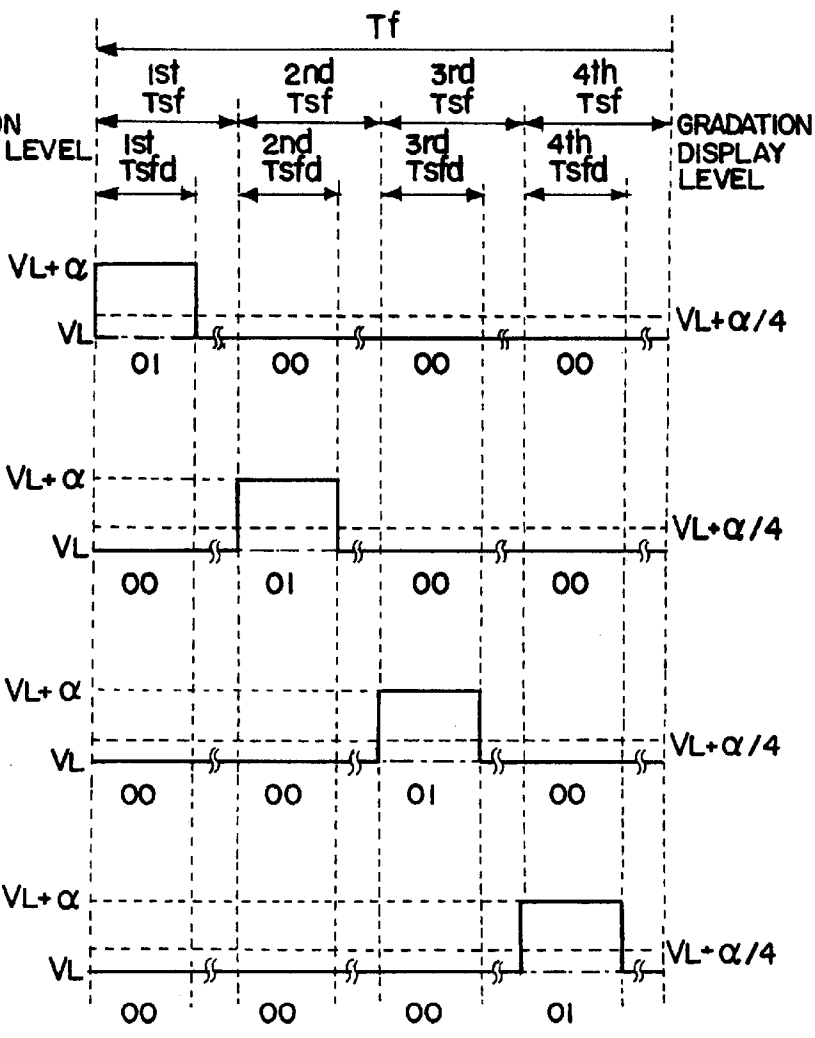 Tf
1st 2nd 3rd 4th
Tsf Tsf Tsf Tsf
ON
LEVEL
GRADATION
DISPLAY
LEVEL
1st 2nd 3rd 4th
Tsfd Tsfd Tsfd Tsfd
VL+α
VL
VL+α/4
01 00 00 00
VL+α
VL
VL+α/4
00 01 00 00
VL+α
VL
VL+α/4
00 00 01 00
VL+α
VL
VL+α/4
00 00 00 01